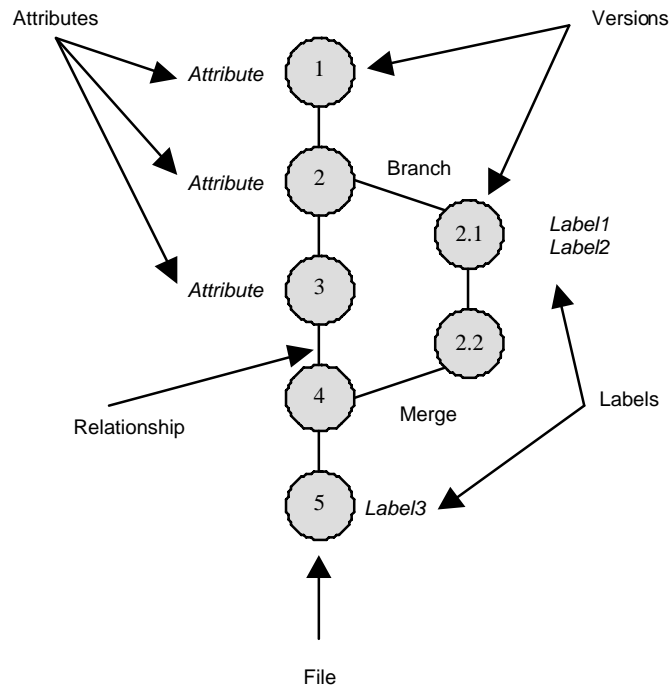 Attributes
Versions
Attribute
1
Attribute
2
Branch
2.1
Label1
Label2
Attribute
3
2.2
4
Relationship
Merge
Labels
5
Label3
File